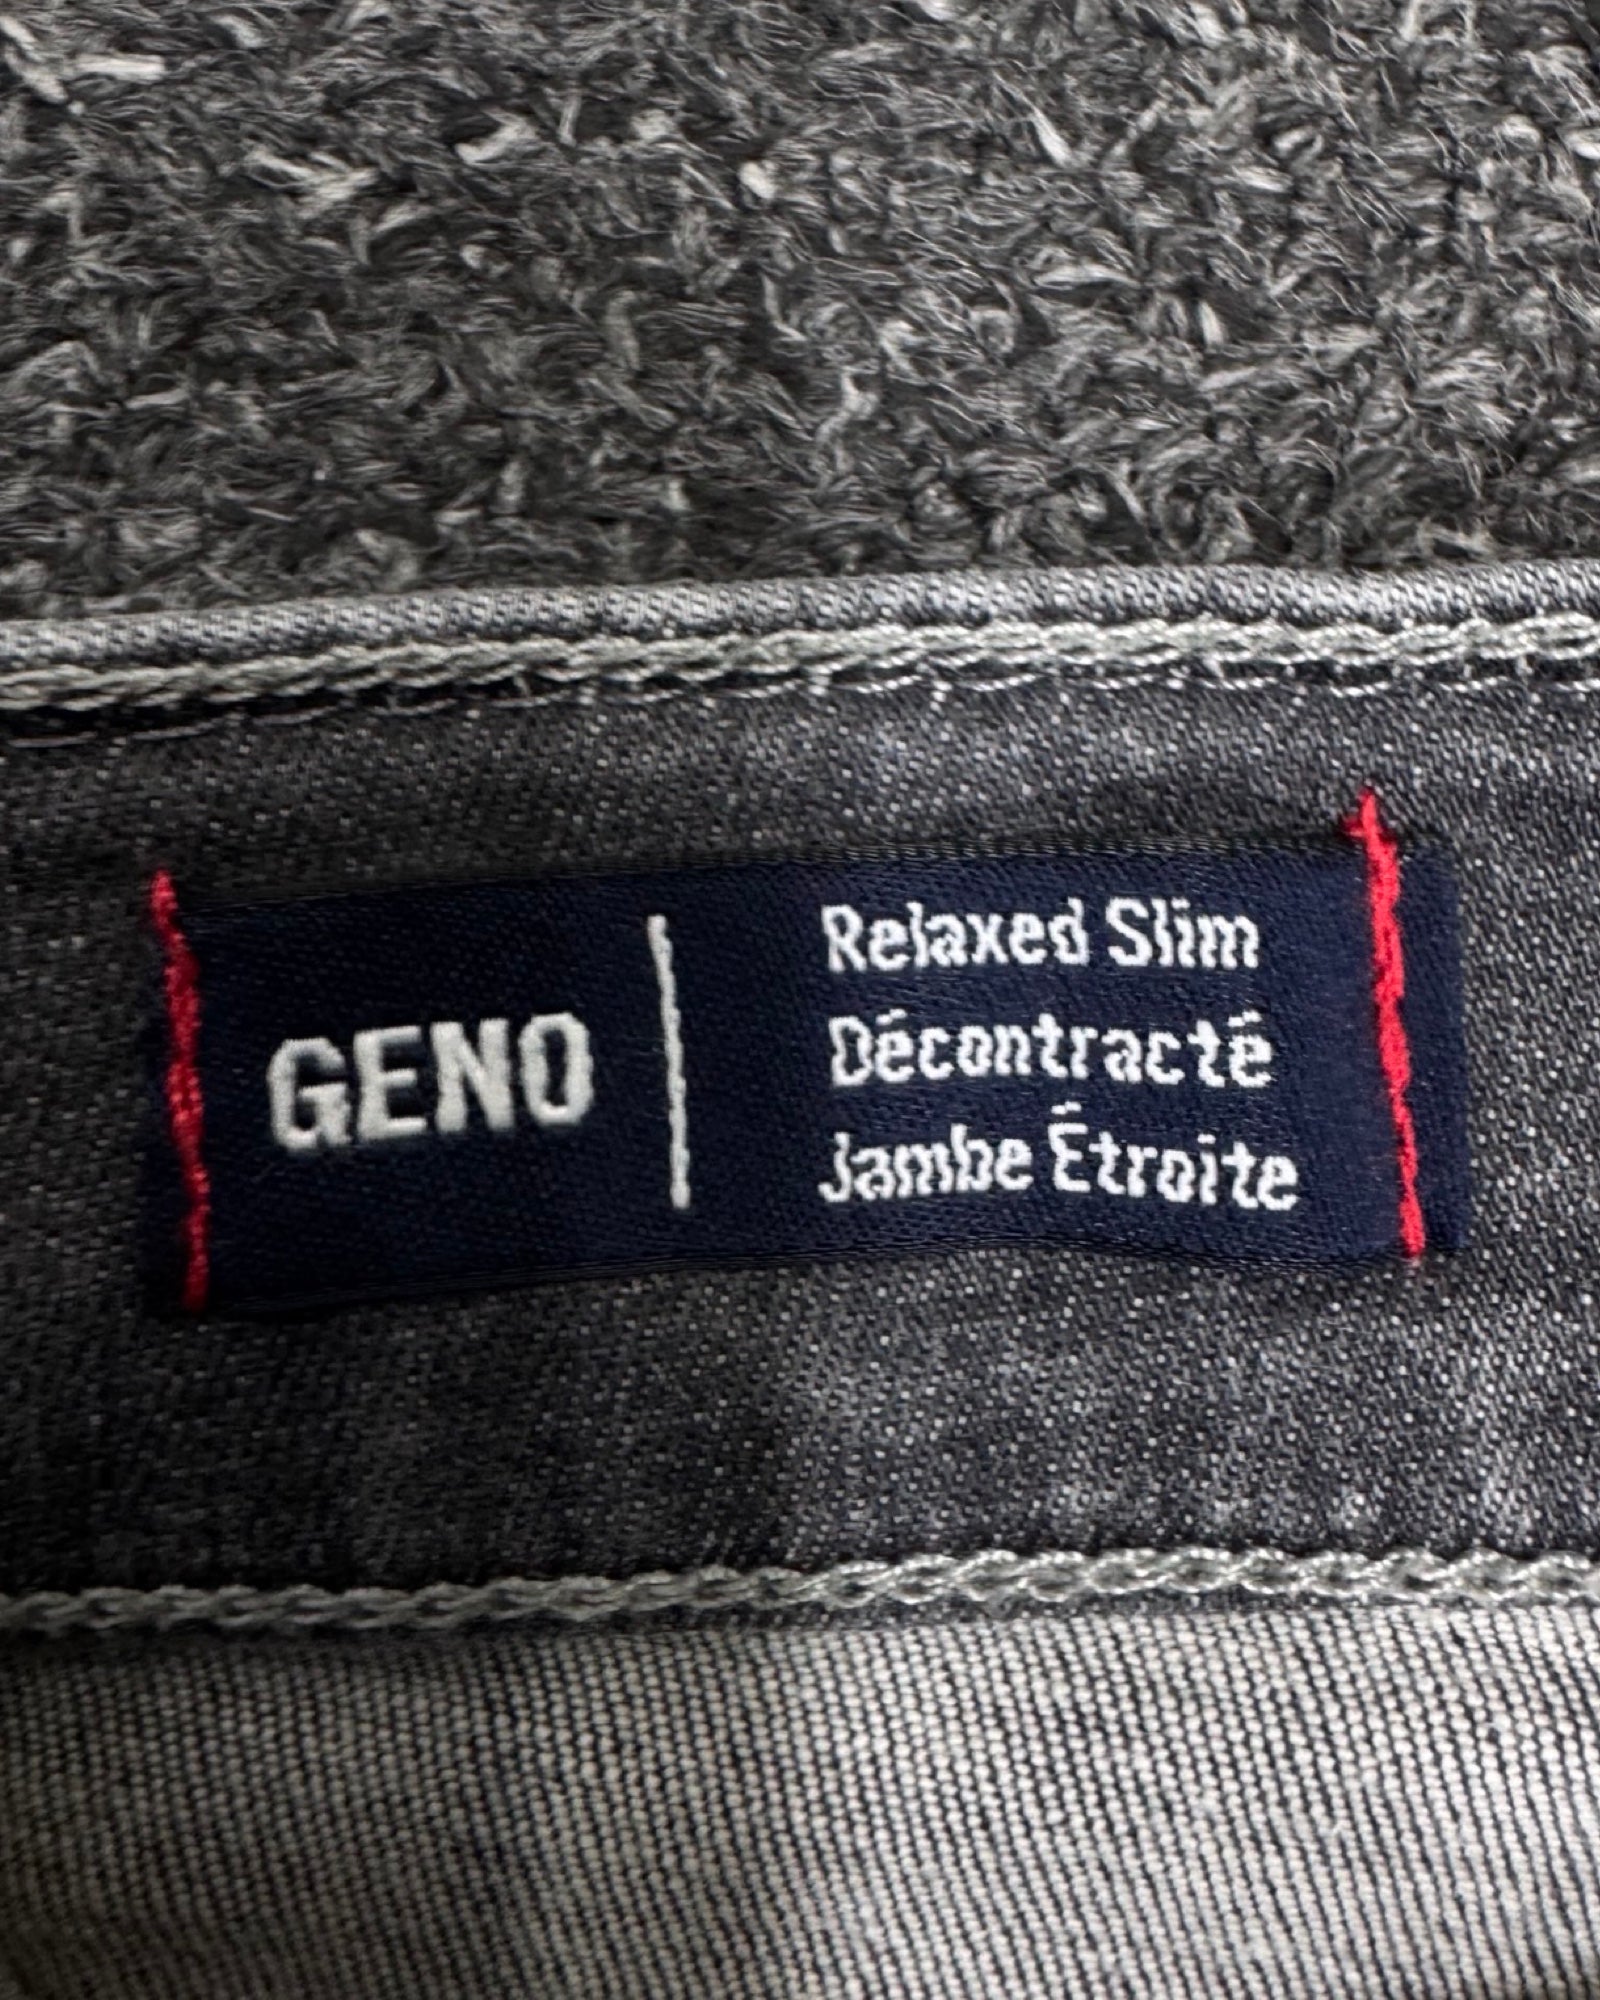 GENO
Relaxed Slim
Décontracté
Jambe Étroite